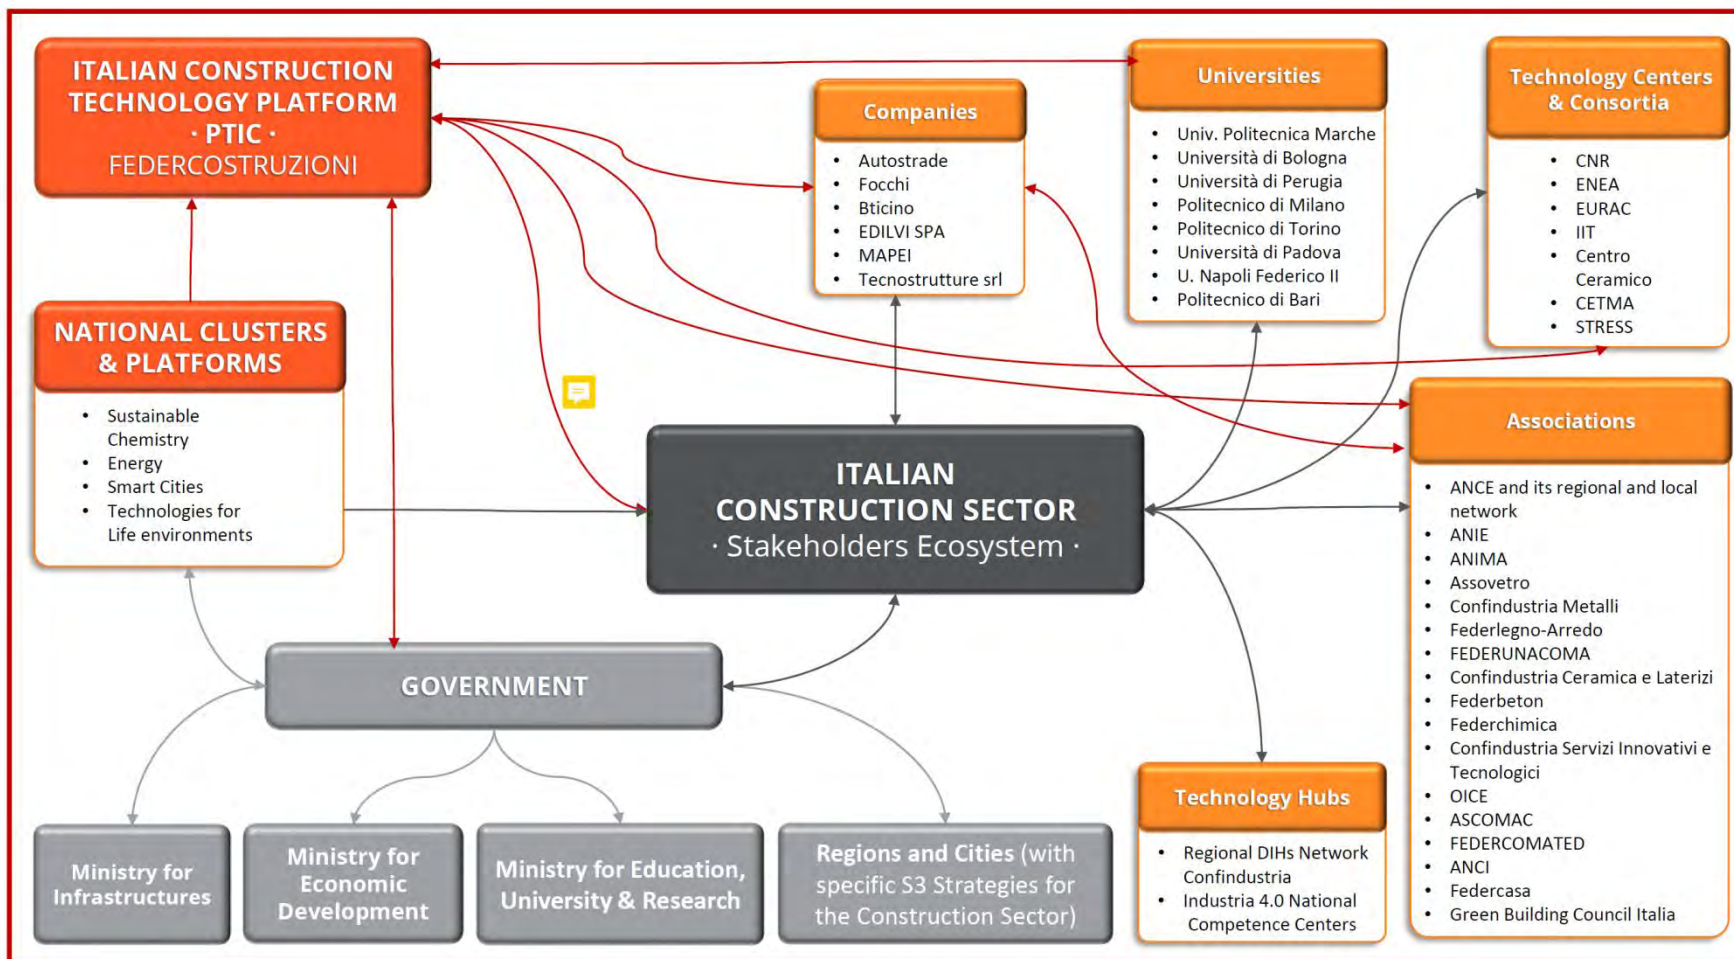 ITALIAN CONSTRUCTION
TECHNOLOGY PLATFORM
· PTIC ·
FEDERCOSTRUZIONI
NATIONAL CLUSTERS
& PLATFORMS
• Sustainable
Chemistry
• Energy
• Smart Cities
• Technologies for
Life environments
Companies
• Autostrade
• Focchi
• Bticino
• EDILVI SPA
• MAPEI
• Tecnostrutture srl
Universities
• Univ. Politecnica Marche
• Università di Bologna
• Università di Perugia
• Politecnico di Milano
• Politecnico di Torino
• Università di Padova
• U. Napoli Federico II
• Politecnico di Bari
Technology Centers
& Consortia
• CNR
• ENEA
• EURAC
• IIT
• Centro
Ceramico
• CETMA
• STRESS
ITALIAN
CONSTRUCTION SECTOR
· Stakeholders Ecosystem ·
Associations
• ANCE and its regional and local
network
• ANIE
• ANIMA
• Assovetro
• Confindustria Metalli
• Federlegno-Arredo
• FEDERUNACOMA
• Confindustria Ceramica e Laterizi
• Federbeton
• Federchimica
• Confindustria Servizi Innovativi e
Tecnologici
• OICE
• ASCOMAC
• FEDERCOMATED
• ANCI
• Federcasa
• Green Building Council Italia
GOVERNMENT
Ministry for
Infrastructures
Ministry for
Economic
Development
Ministry for Education,
University & Research
Regions and Cities (with
specific S3 Strategies for
the Construction Sector)
Technology Hubs
• Regional DIHs Network
Confindustria
• Industria 4.0 National
Competence Centers